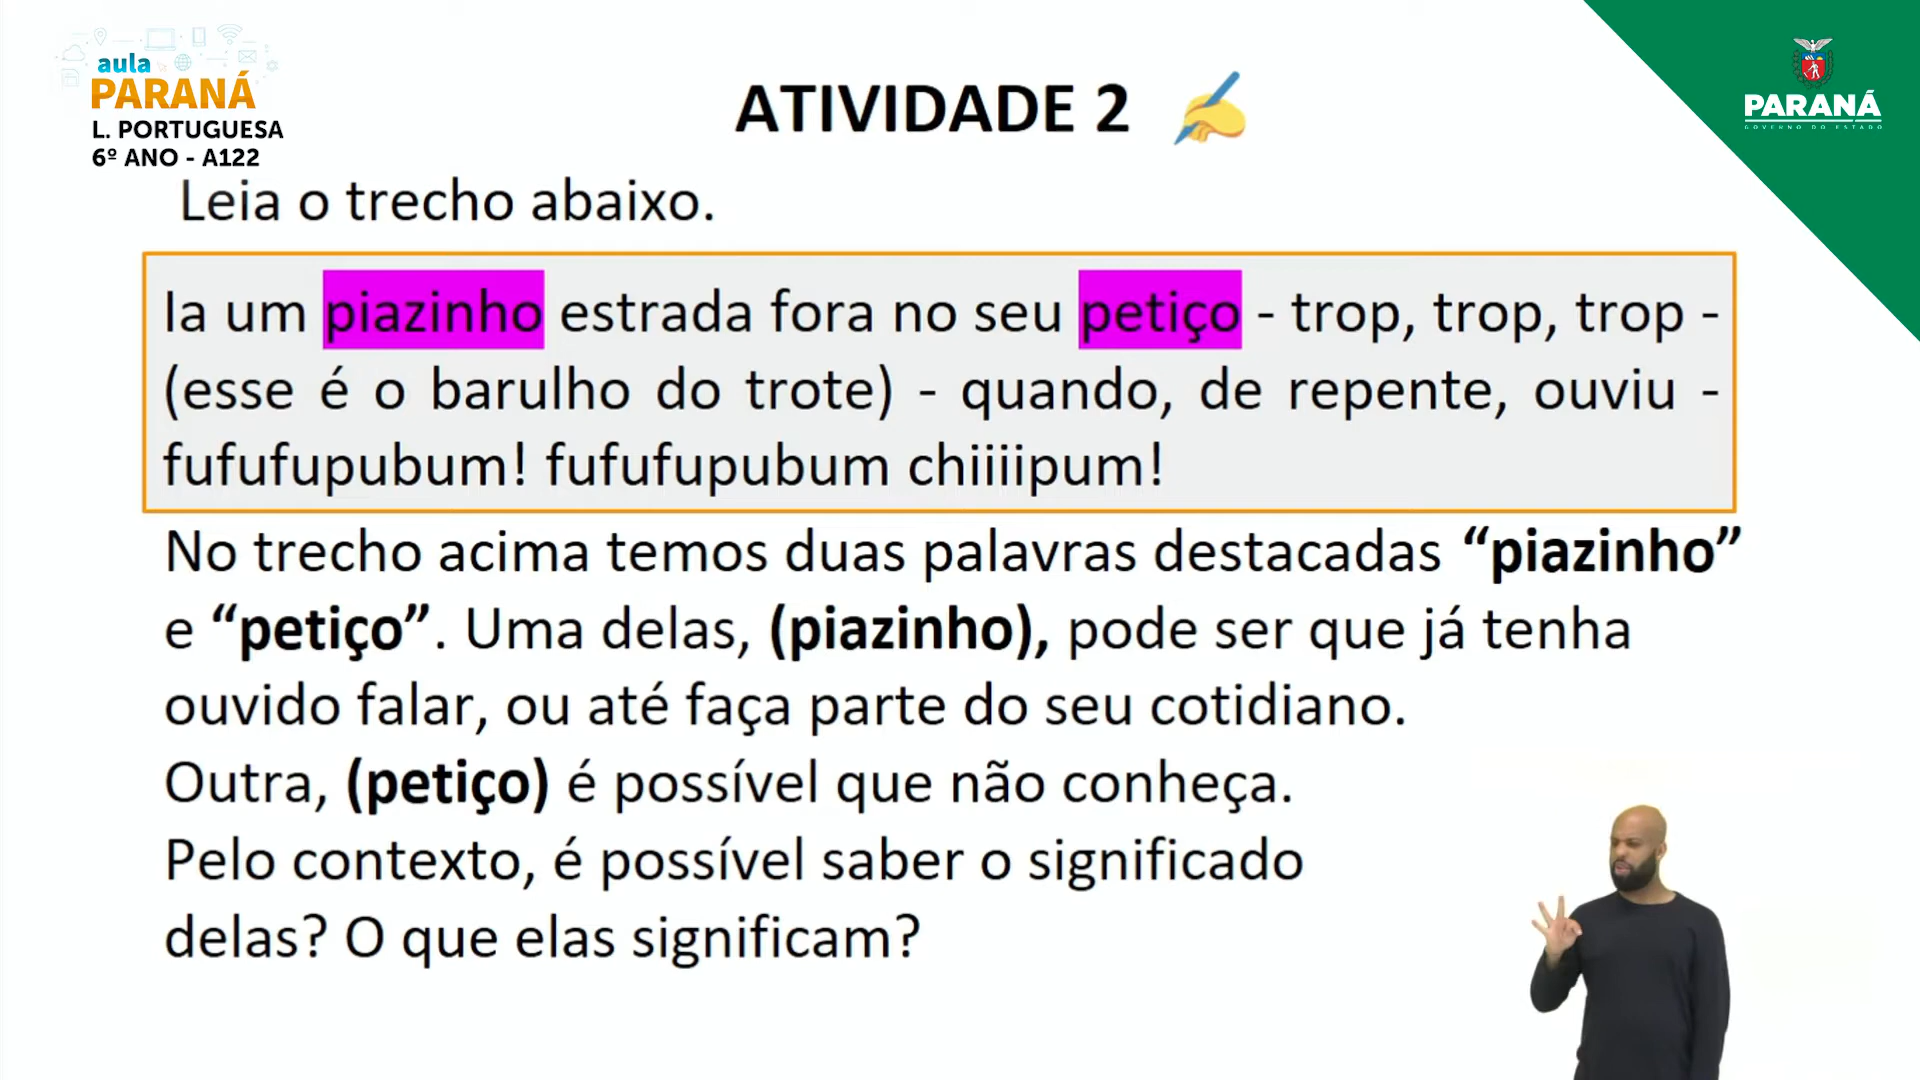 aula
PARANÁ
L. PORTUGUESA
6º ANO - A122
ATIVIDADE 2
PARANÁ
GOVERNO DO ESTADO
Leia o trecho abaixo.
Ia um piazinho estrada fora no seu petiço - trop, trop, trop -
(esse é o barulho do trote) - quando, de repente, ouviu -
fufufupubum! fufufupubum chiiiipum!
No trecho acima temos duas palavras destacadas “piazinho”
e “petiço”. Uma delas, (piazinho), pode ser que já tenha
ouvido falar, ou até faça parte do seu cotidiano.
Outra, (petiço) é possível que não conheça.
Pelo contexto, é possível saber o significado
delas? O que elas significam?